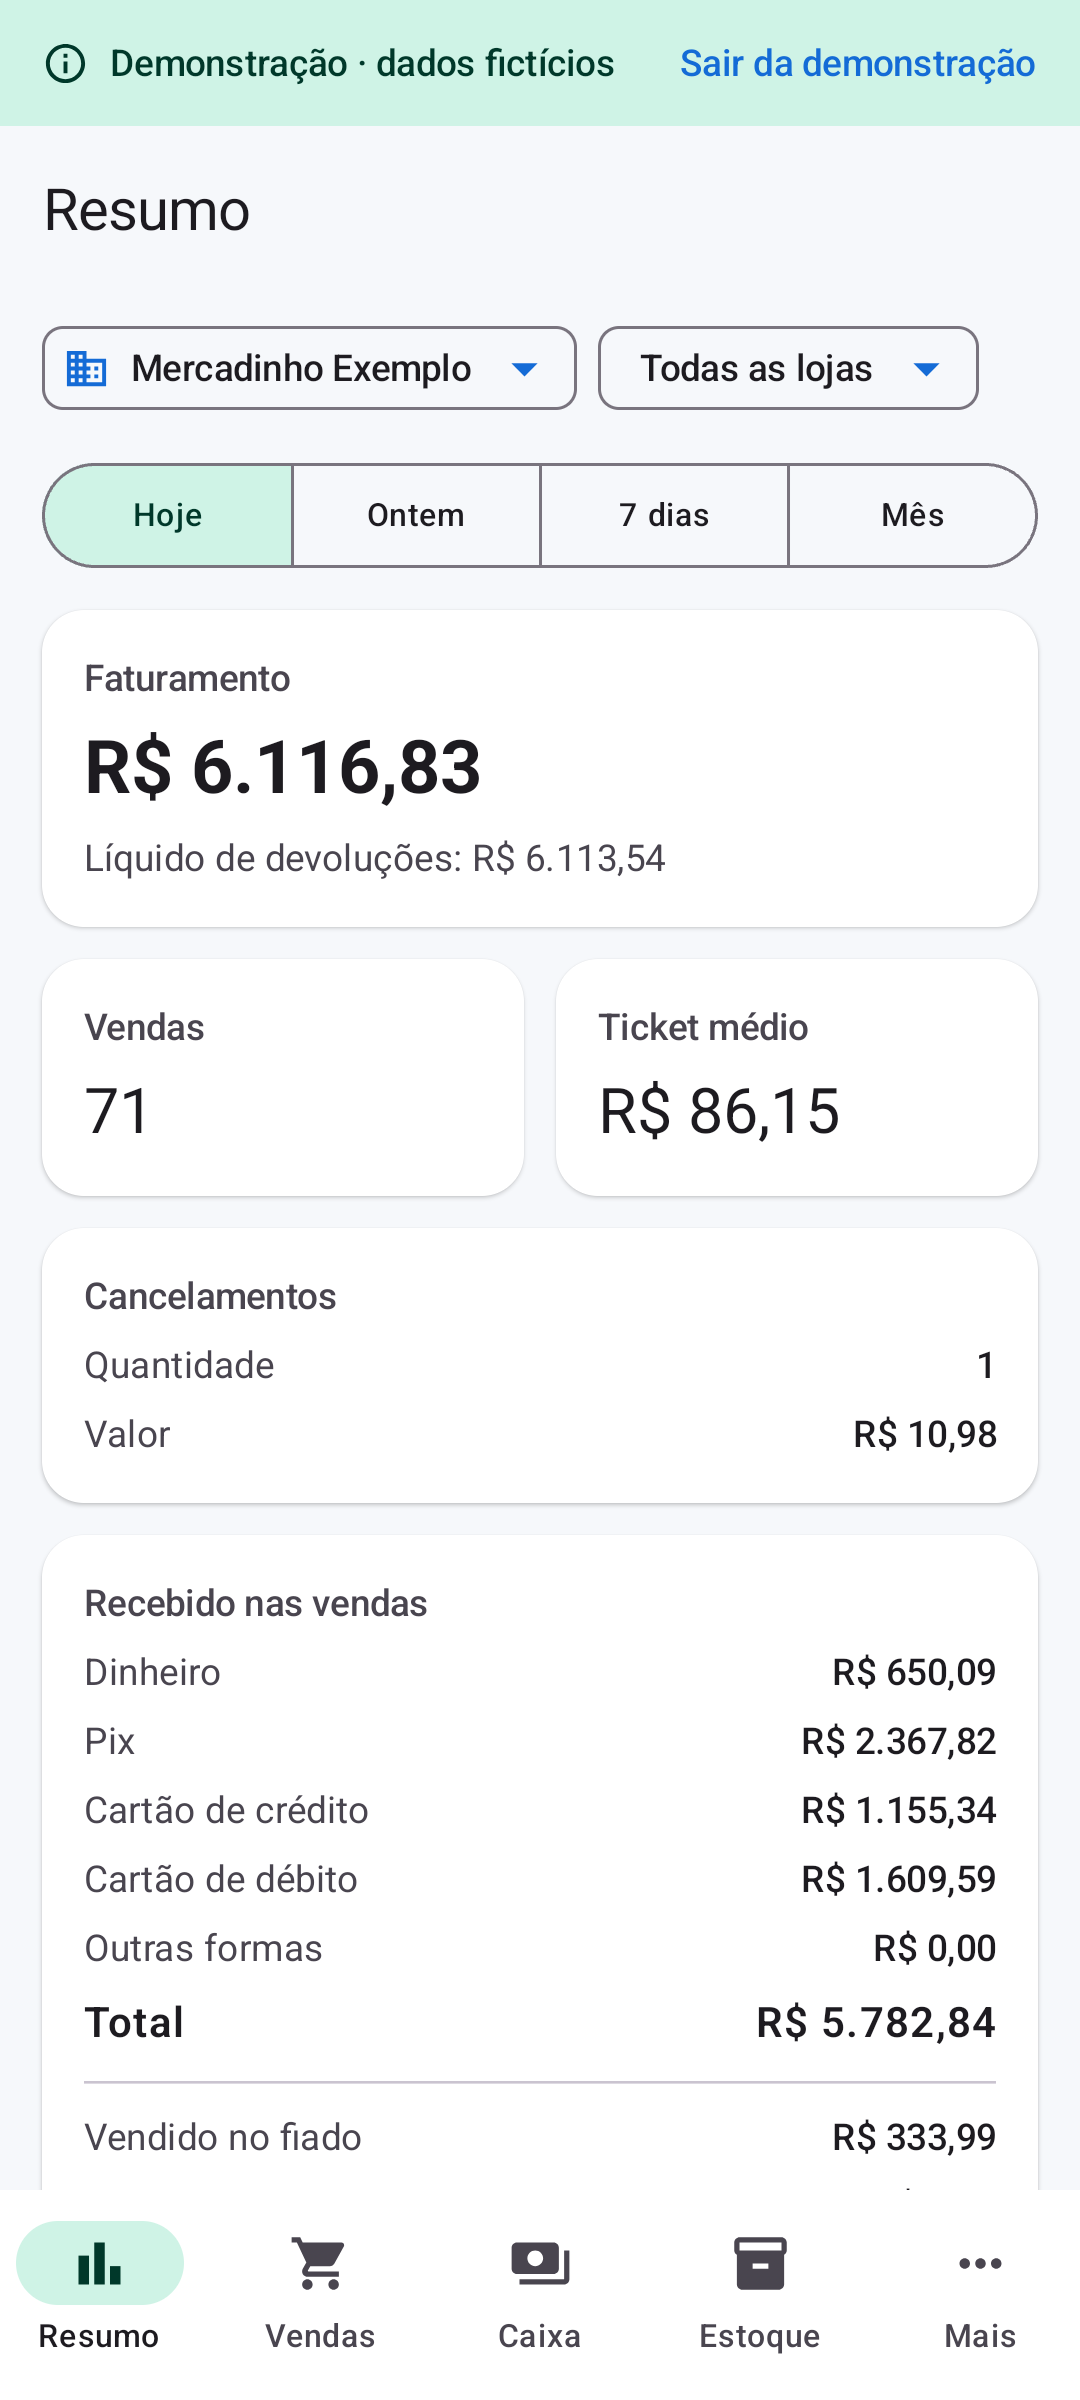 Demonstração · dados fictícios Sair da demonstração
Resumo
Mercadinho Exemplo Todas as lojas
Hoje Ontem 7 dias Mês
Faturamento
R$ 6.116,83
Líquido de devoluções: R$ 6.113,54
Vendas Ticket médio
71 R$ 86,15
Cancelamentos
Quantidade 1
Valor R$ 10,98
Recebido nas vendas
Dinheiro R$ 650,09
Pix R$ 2.367,82
Cartão de crédito R$ 1.155,34
Cartão de débito R$ 1.609,59
Outras formas R$ 0,00
Total R$ 5.782,84
Vendido no fiado R$ 333,99
Resumo Vendas Caixa Estoque Mais